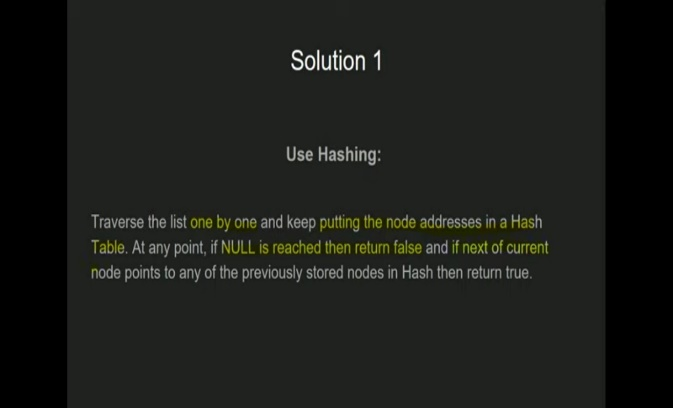 Solution 1
Use Hashing:
Traverse the list one by one and keep putting the node addresses in a Hash
Table. At any point, if NULL is reached then return false and if next of current
node points to any of the previously stored nodes in Hash then return true.